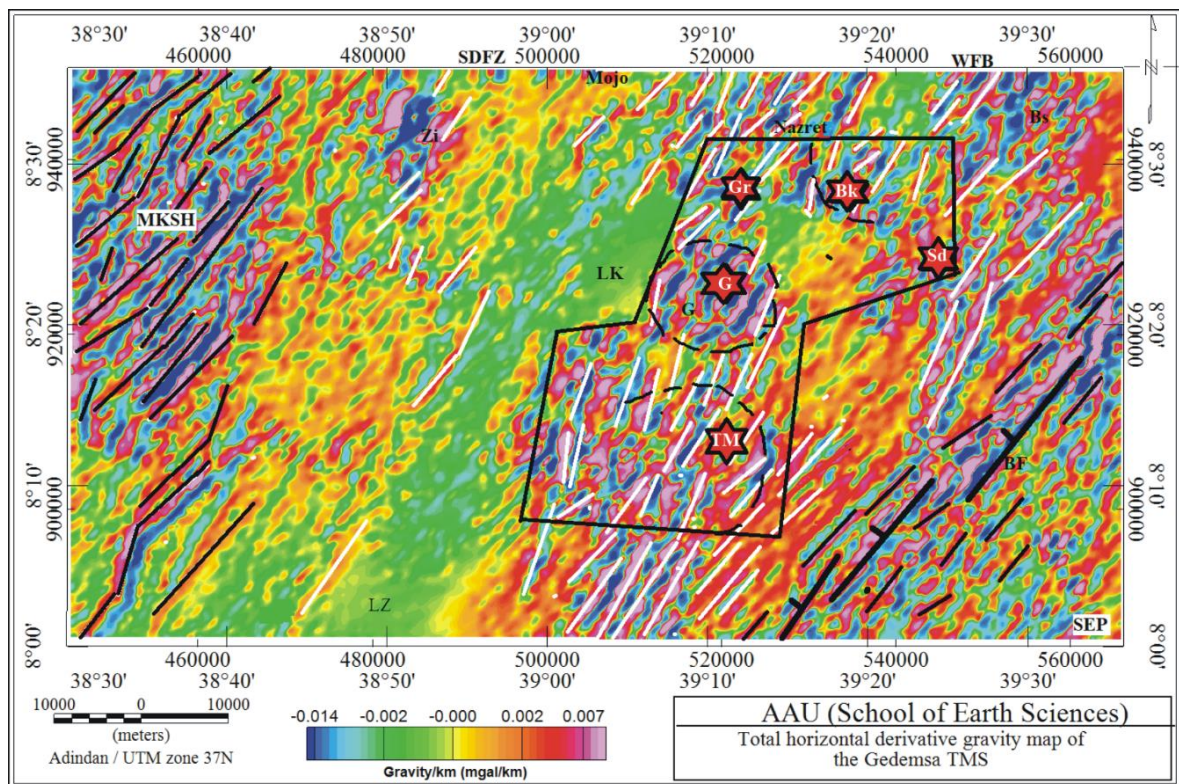 38°30' 38°40' 38°50' 39°00' 39°10' 39°20' 39°30'
460000 480000 SDFZ 500000 520000 540000 WFB 560000
Mojo
N
Zi
Nazret
Bs
8°30'
940000
940000
8°30'
MKSH
Gr
Bk
Sd
LK
G
G
8°20'
920000
8°20'
920000
TM
BF
8°10'
900000
8°10'
900000
LZ
SEP
8°00'
8°00'
460000 480000 500000 520000 540000 560000
38°30' 38°40' 38°50' 39°00' 39°10' 39°20' 39°30'
10000 0 10000
(meters)
Adindan / UTM zone 37N
-0.014 -0.002 -0.000 0.002 0.007
Gravity/km (mgal/km)
AAU (School of Earth Sciences)
Total horizontal derivative gravity map of
the Gedemsa TMS